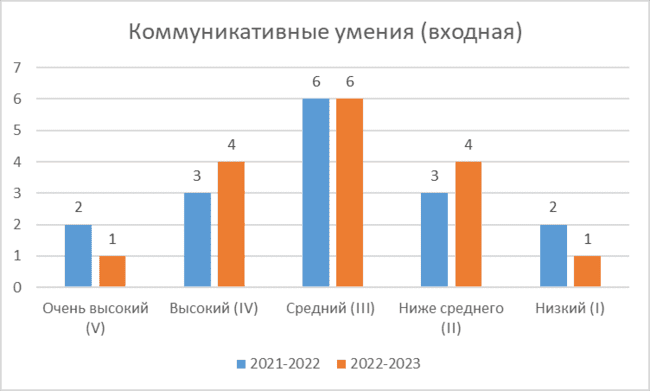 Коммуникативные умения (входная)
7
6
5
4
3
2
1
0
2 1 3 4 6 6 3 4 2 1
Очень высокий (V)
Высокий (IV)
Средний (III)
Ниже среднего (II)
Низкий (I)
2021-2022 2022-2023